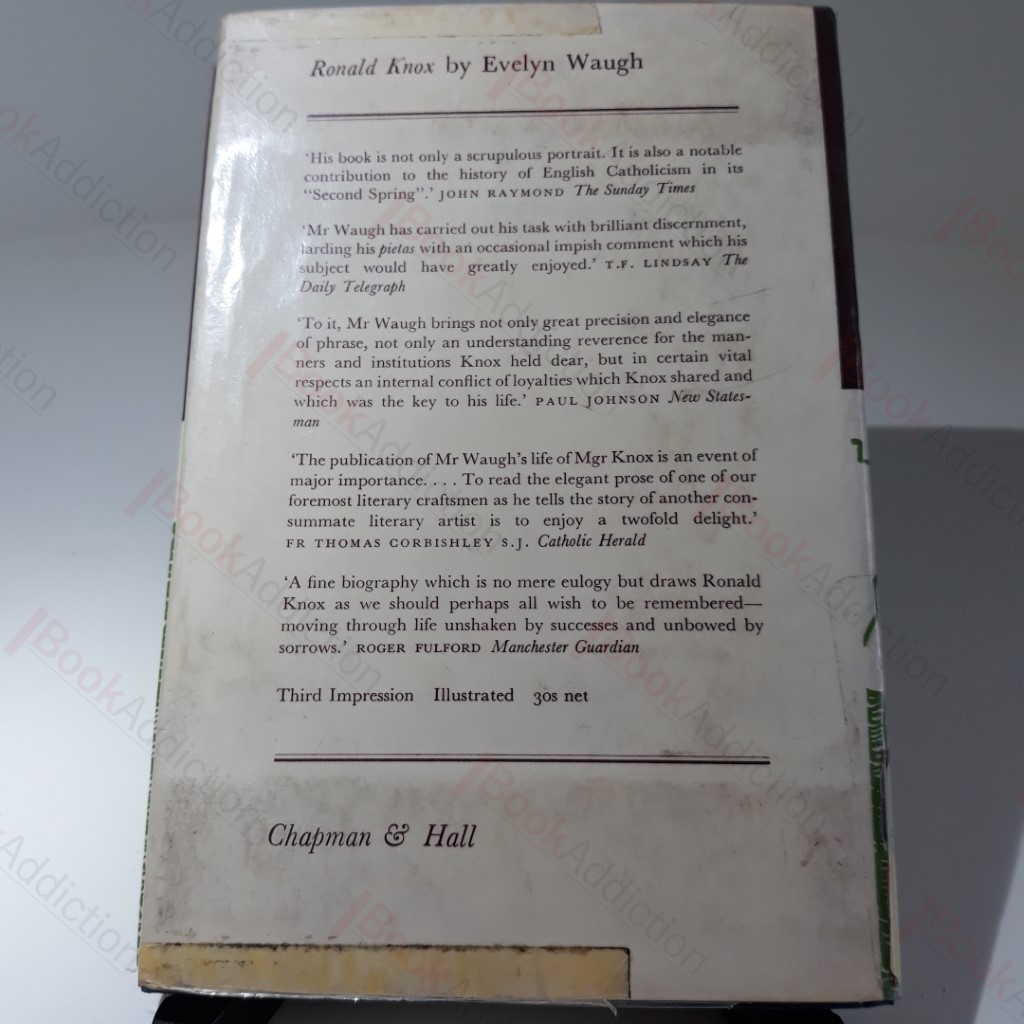 Ronald Knox by Evelyn Waugh
‘His book is not only a scrupulous portrait. It is also a notable
contribution to the history of English Catholicism in its
“Second Spring”.’ JOHN RAYMOND The Sunday Times
‘Mr Waugh has carried out his task with brilliant discernment,
larding his pietas with an occasional impish comment which his
subject would have greatly enjoyed.’ T.F. LINDSAY The
Daily Telegraph
‘To it, Mr Waugh brings not only great precision and elegance
of phrase, not only an understanding reverence for the man-
ners and institutions Knox held dear, but in certain vital
respects an internal conflict of loyalties which Knox shared and
which was the key to his life.’ PAUL JOHNSON New States-
man
‘The publication of Mr Waugh’s life of Mgr Knox is an event of
major importance. . . . To read the elegant prose of one of our
foremost literary craftsmen as he tells the story of another con-
summate literary artist is to enjoy a twofold delight.’
FR THOMAS CORBISHLEY S.J. Catholic Herald
‘A fine biography which is no mere eulogy but draws Ronald
Knox as we should perhaps all wish to be remembered—
moving through life unshaken by successes and unbowed by
sorrows.’ ROGER FULFORD Manchester Guardian
Third Impression Illustrated 30s net
Chapman & Hall
BookAddiction